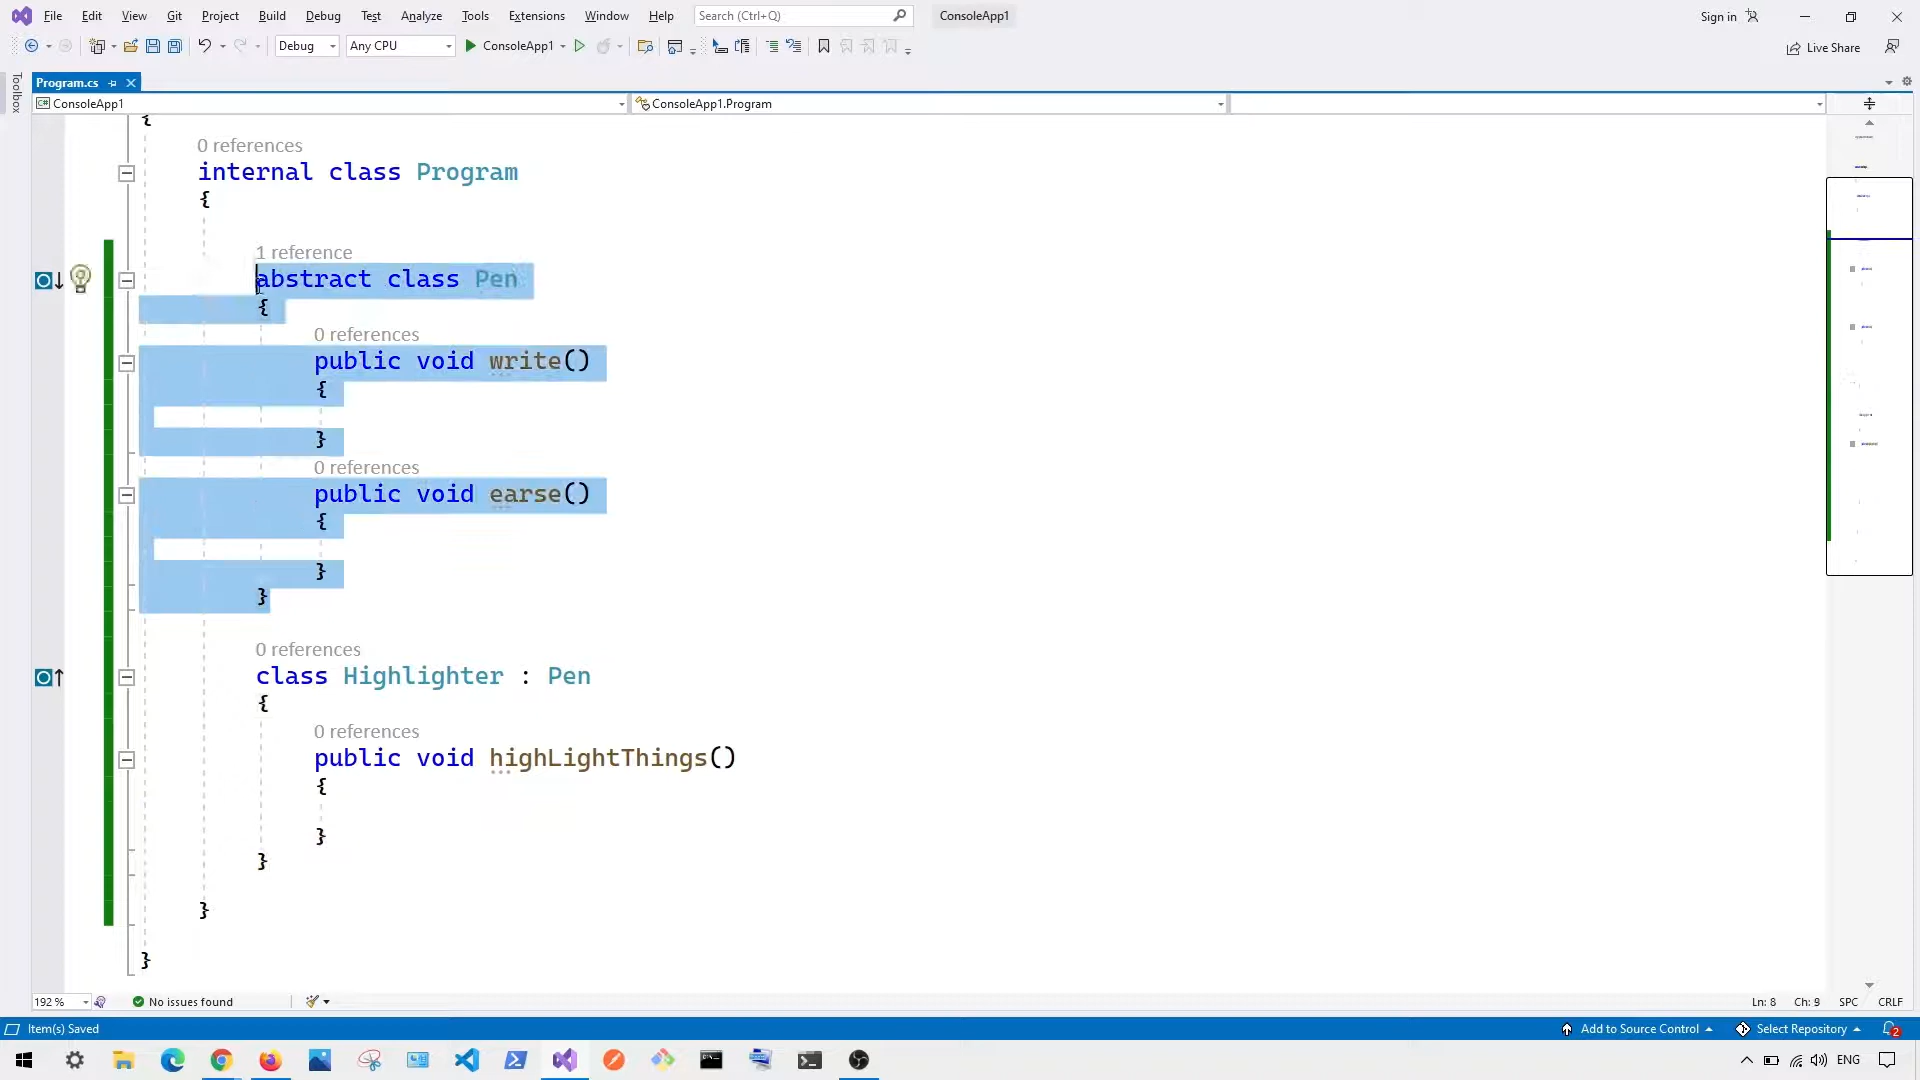 File Edit View Git Project Build Debug Test Analyze Tools Extensions Window Help Search (Ctrl+Q) ConsoleApp1 Sign in
Debug Any CPU ConsoleApp1 Live Share
Toolbox
Program.cs
ConsoleApp1 ConsoleApp1.Program
{
0 references
internal class Program
{
1 reference
abstract class Pen
{
0 references
public void write()
{
}
0 references
public void earse()
{
}
}
0 references
class Highlighter : Pen
{
0 references
public void highLightThings()
{
}
}
}
}
192 % No issues found Ln: 8 Ch: 9 SPC CRLF
Item(s) Saved Add to Source Control Select Repository 2
ENG